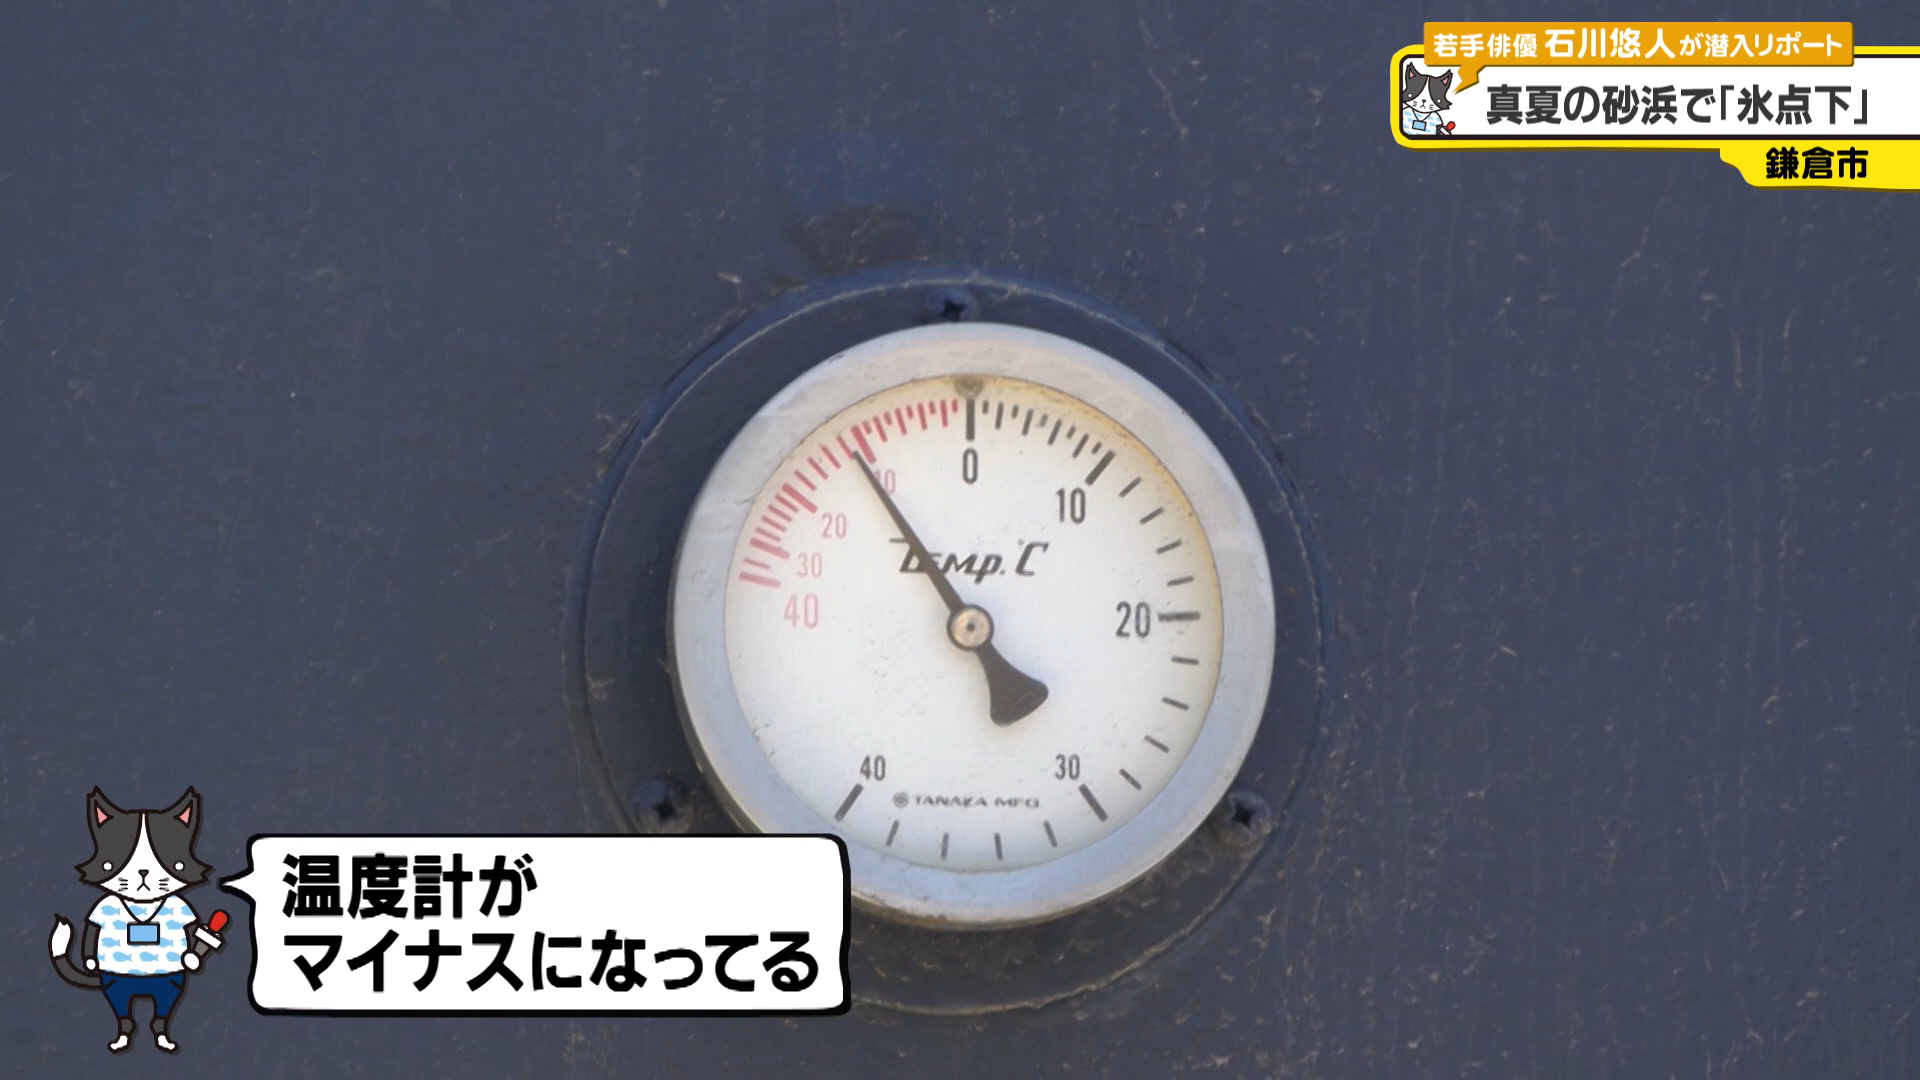 若手俳優 石川悠人が潜入リポート
真夏の砂浜で「氷点下」
鎌倉市
0
10
10
20
20
30
Temp.℃
40
20
40
30
TANAKA MFG
温度計が
マイナスになってる